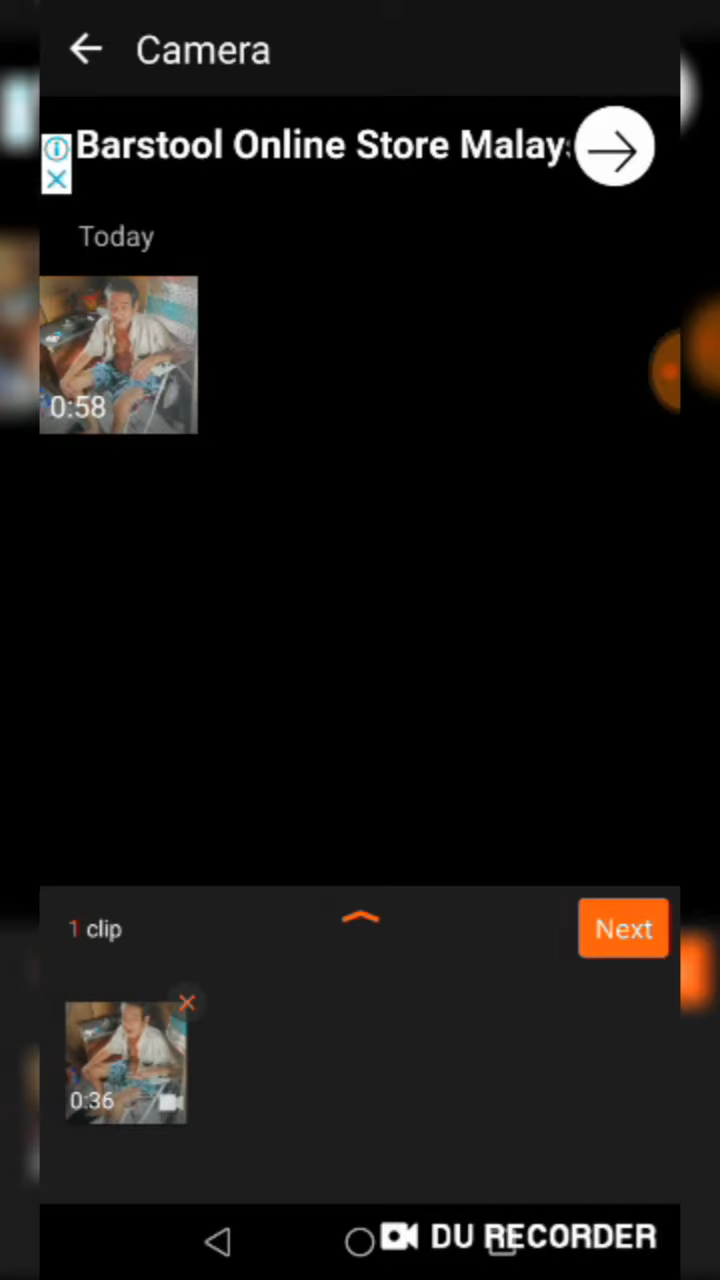 Camera
Barstool Online Store Malay
Today
0:58
1 clip
Next
0:36
DU RECORDER